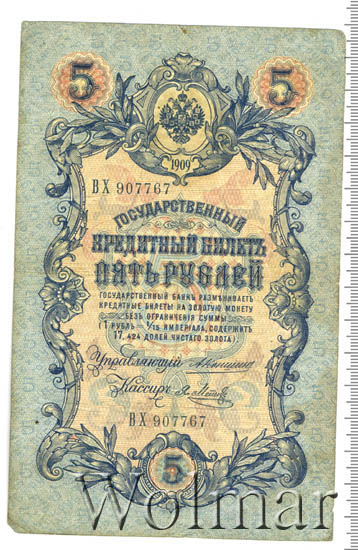 5 5
1909
ВХ 907767
ГОСУДАРСТВЕННЫЙ
КРЕДИТНЫЙ БИЛЕТЪ
ПЯТЬ РУБЛЕЙ
ГОСУДАРСТВЕННЫЙ БАНКЪ РАЗМѢНИВАЕТЪ
КРЕДИТНЫЕ БИЛЕТЫ НА ЗОЛОТУЮ МОНЕТУ
БЕЗЪ ОГРАНИЧЕНІЯ СУММЫ
(1 РУБЛЬ = 1/15 ИМПЕРІАЛА, СОДЕРЖИТЪ
17,424 ДОЛЕЙ ЧИСТАГО ЗОЛОТА.)
Управляющій
Кассиръ
ВХ 907767
5
Wolmar